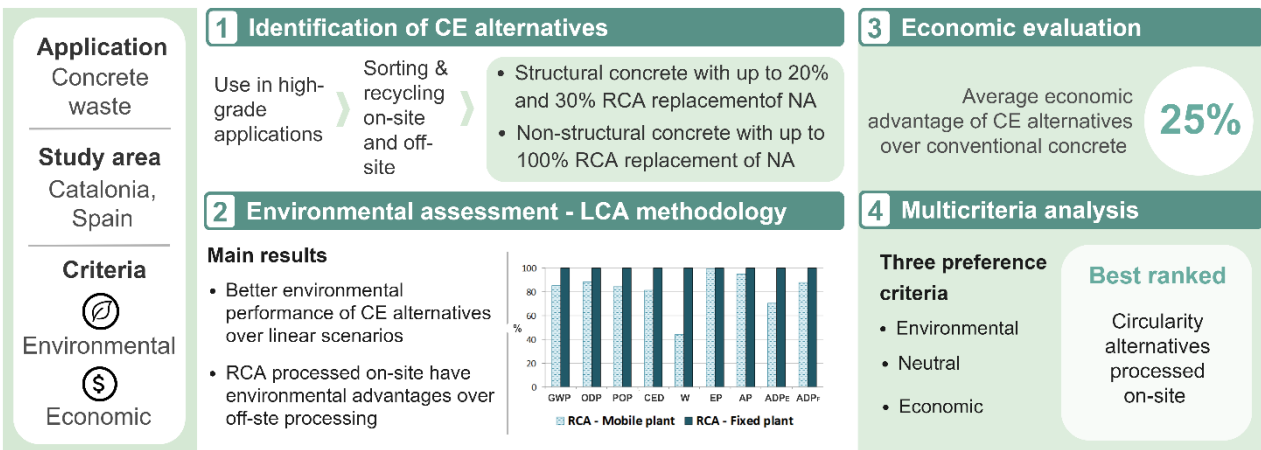 Application
Concrete
waste
Study area
Catalonia,
Spain
Criteria
Environmental
$
Economic
1 Identification of CE alternatives
Use in high-
grade
applications
Sorting &
recycling
on-site
and off-
site
• Structural concrete with up to 20%
and 30% RCA replacementof NA
• Non-structural concrete with up to
100% RCA replacement of NA
2 Environmental assessment - LCA methodology
Main results
• Better environmental
performance of CE alternatives
over linear scenarios
• RCA processed on-site have
environmental advantages over
off-ste processing
100
80
60
%
40
20
0
GWP ODP POP CED W EP AP ADPE ADPF
RCA - Mobile plant RCA - Fixed plant
3 Economic evaluation
Average economic
advantage of CE alternatives
over conventional concrete
25%
4 Multicriteria analysis
Three preference
criteria
• Environmental
• Neutral
• Economic
Best ranked
Circularity
alternatives
processed
on-site